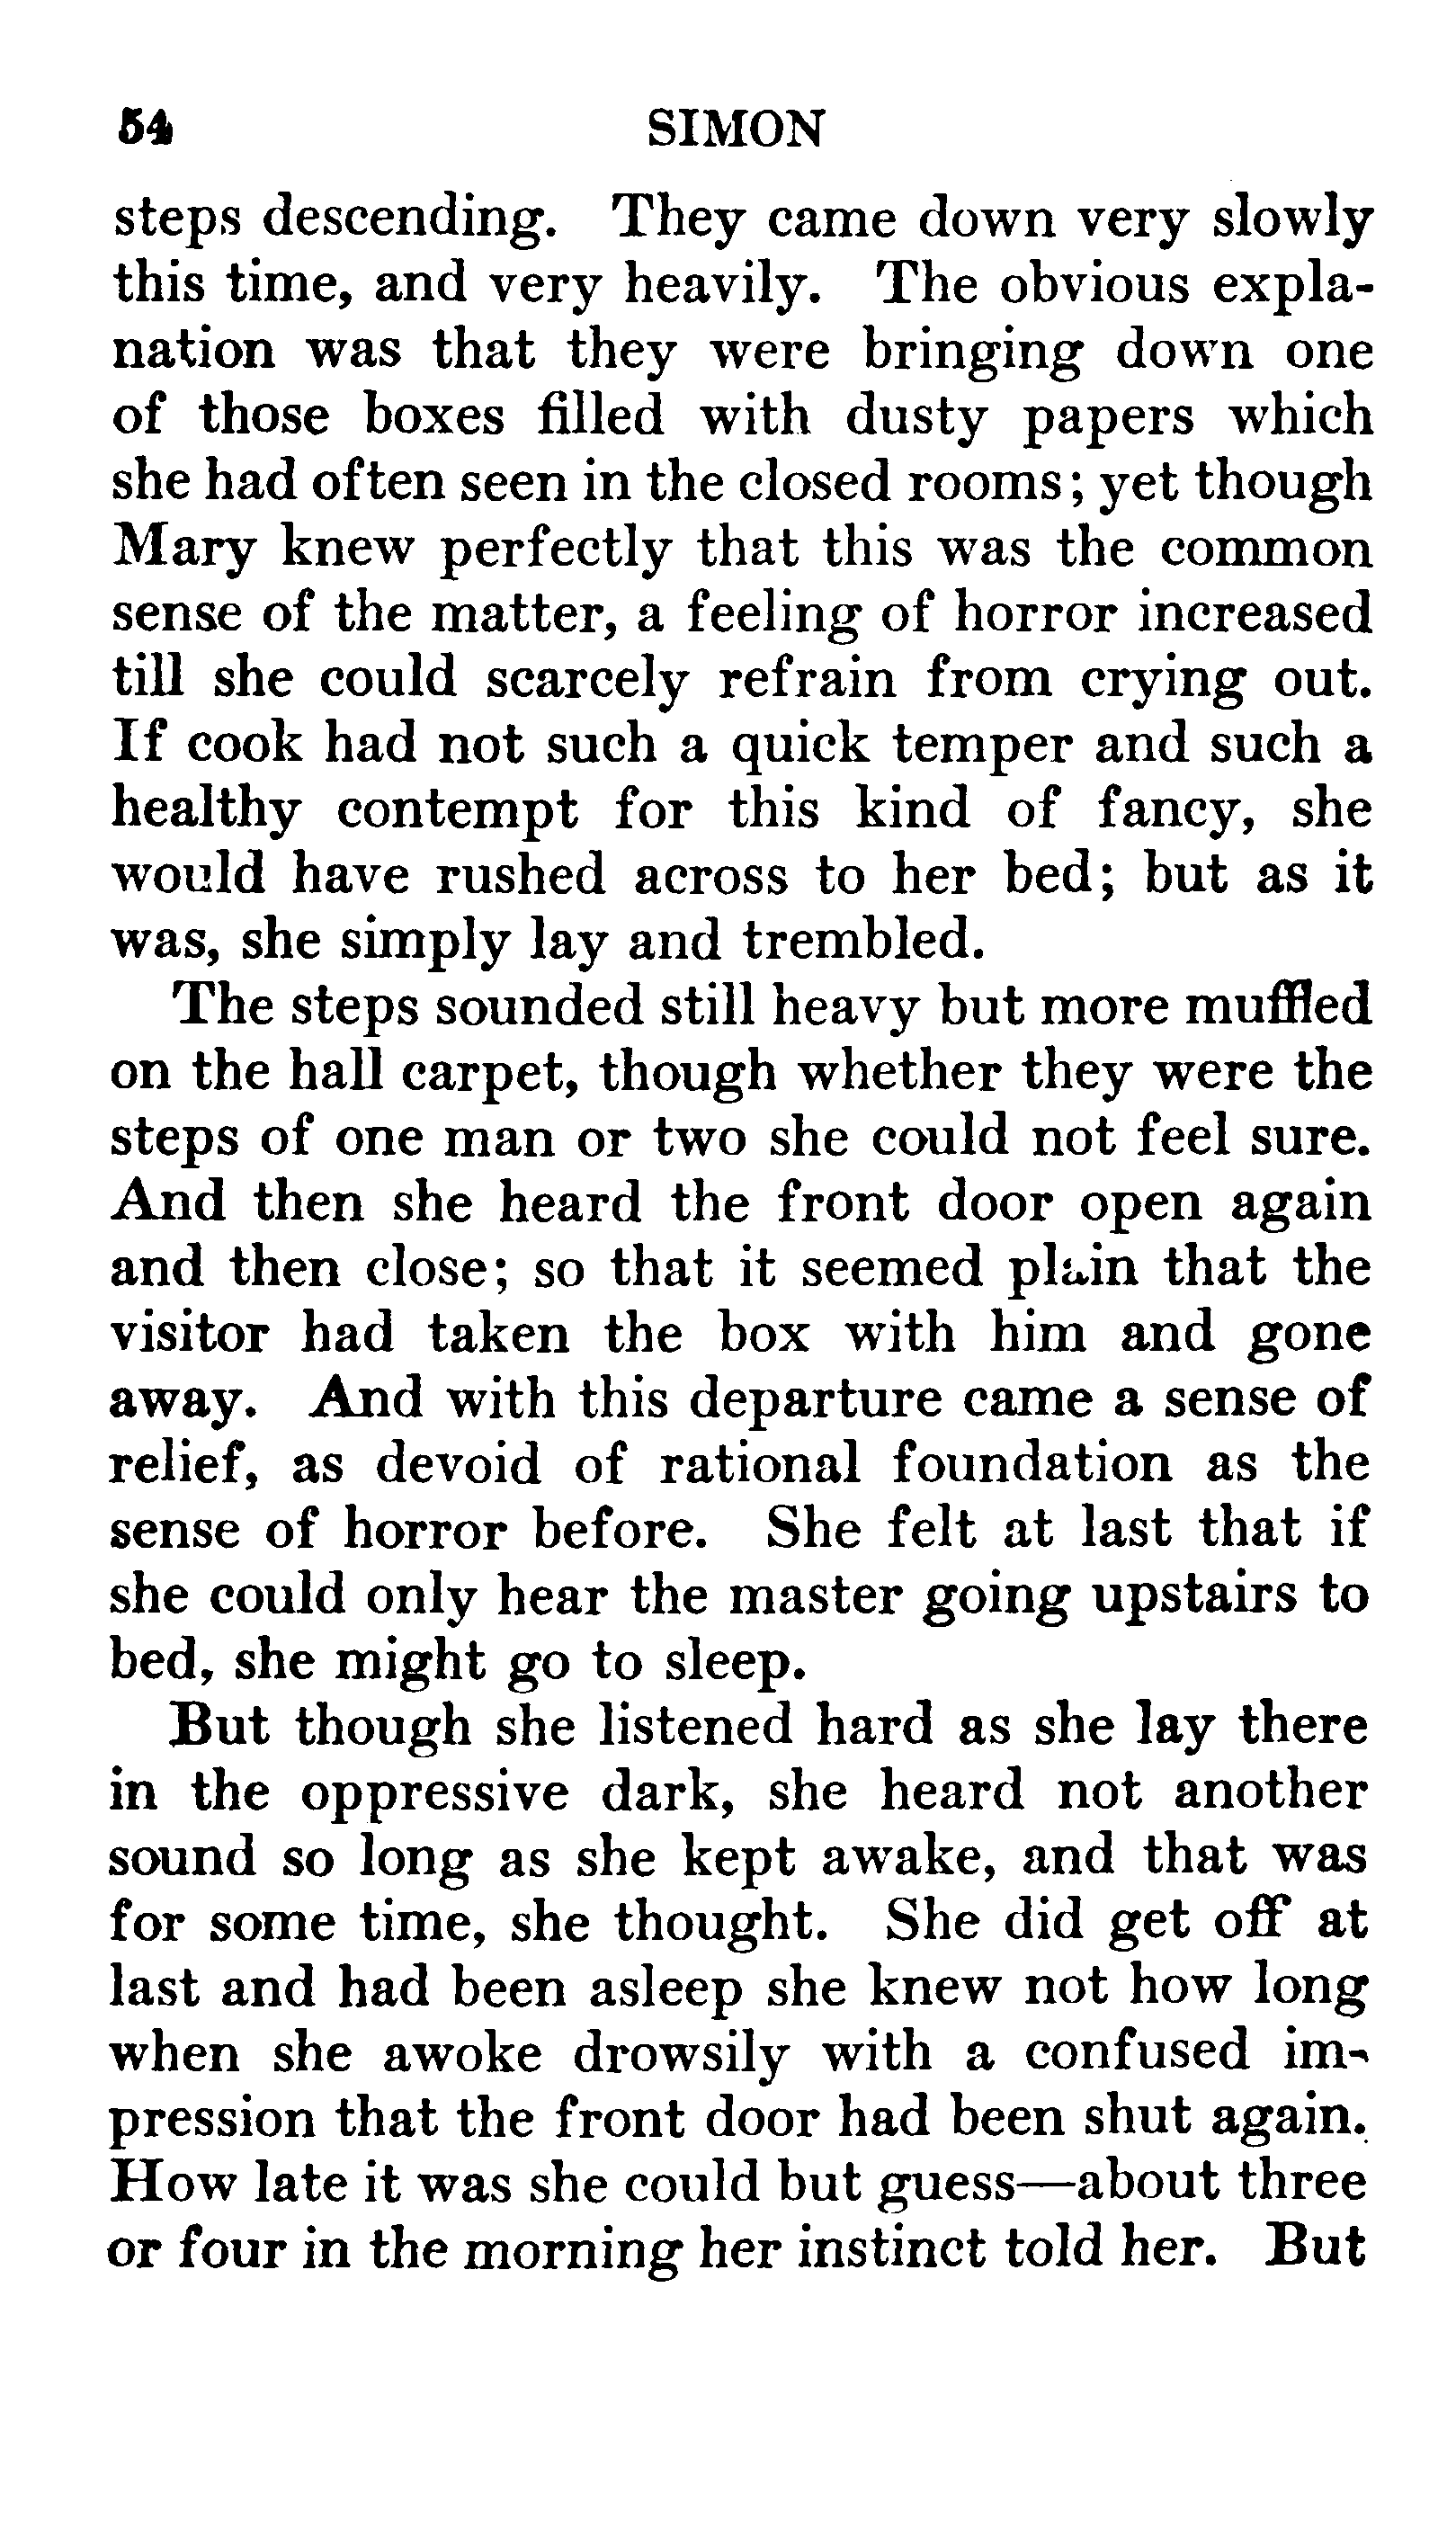 54 SIMON
steps descending. They came down very slowly
this time, and very heavily. The obvious expla-
nation was that they were bringing down one
of those boxes filled with dusty papers which
she had often seen in the closed rooms; yet though
Mary knew perfectly that this was the common
sense of the matter, a feeling of horror increased
till she could scarcely refrain from crying out.
If cook had not such a quick temper and such a
healthy contempt for this kind of fancy, she
would have rushed across to her bed; but as it
was, she simply lay and trembled.
The steps sounded still heavy but more muffled
on the hall carpet, though whether they were the
steps of one man or two she could not feel sure.
And then she heard the front door open again
and then close; so that it seemed plain that the
visitor had taken the box with him and gone
away. And with this departure came a sense of
relief, as devoid of rational foundation as the
sense of horror before. She felt at last that if
she could only hear the master going upstairs to
bed, she might go to sleep.
But though she listened hard as she lay there
in the oppressive dark, she heard not another
sound so long as she kept awake, and that was
for some time, she thought. She did get off at
last and had been asleep she knew not how long
when she awoke drowsily with a confused im-
pression that the front door had been shut again.
How late it was she could but guess—about three
or four in the morning her instinct told her. But